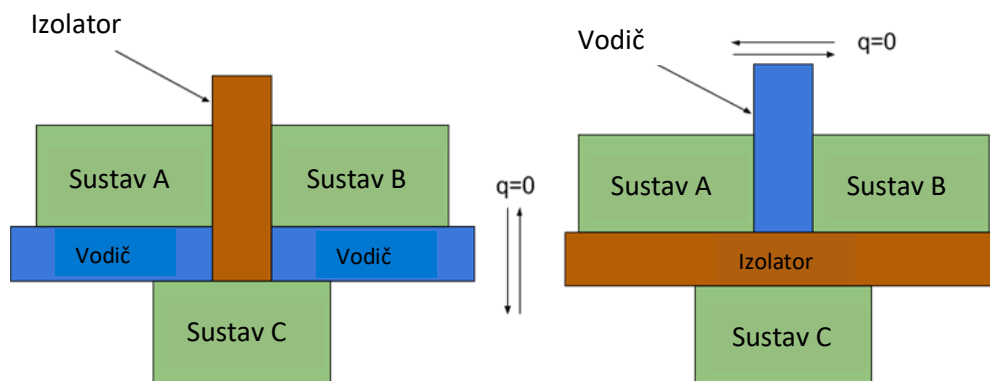 Izolator
Sustav A
Sustav B
Vodič
Vodič
Sustav C
q=0
Vodič
q=0
Sustav A
Sustav B
Izolator
Sustav C